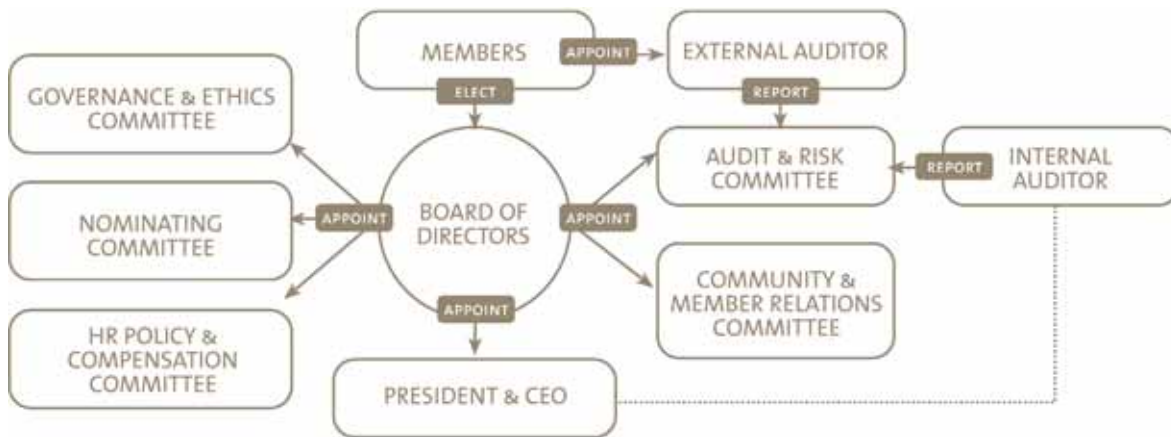 MEMBERS
APPOINT
EXTERNAL AUDITOR
ELECT
REPORT
GOVERNANCE & ETHICS
COMMITTEE
AUDIT & RISK
COMMITTEE
REPORT
INTERNAL
AUDITOR
NOMINATING
COMMITTEE
APPOINT
BOARD OF
DIRECTORS
APPOINT
COMMUNITY &
MEMBER RELATIONS
COMMITTEE
HR POLICY &
COMPENSATION
COMMITTEE
APPOINT
PRESIDENT & CEO